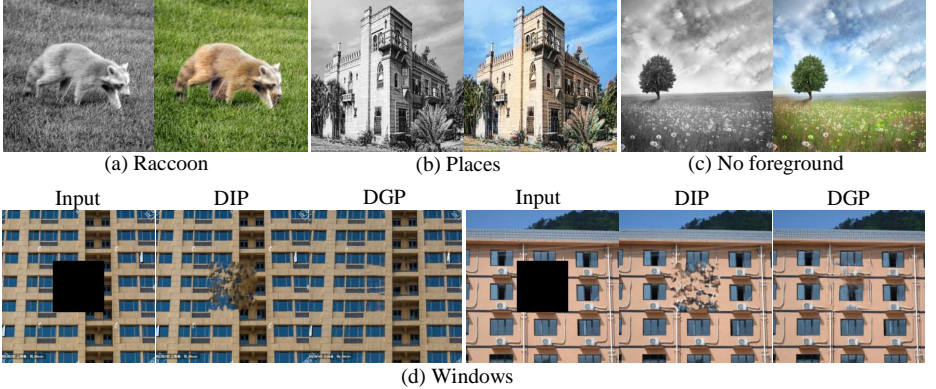 (a) Raccoon
(b) Places
(c) No foreground
Input
DIP
DGP
Input
DIP
DGP
(d) Windows